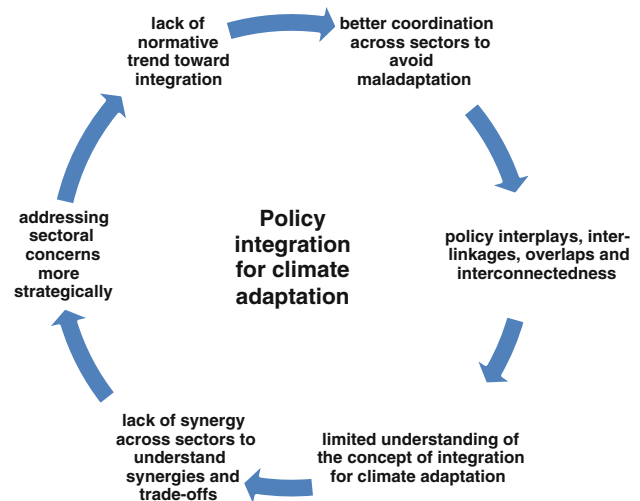 lack of
normative
trend toward
integration
better coordination
across sectors to
avoid
maladaptation
policy interplays, inter-
linkages, overlaps and
interconnectedness
limited understanding of
the concept of integration
for climate adaptation
lack of synergy
across sectors to
understand
synergies and
trade-offs
addressing
sectoral
concerns
more
strategically
Policy
integration
for climate
adaptation